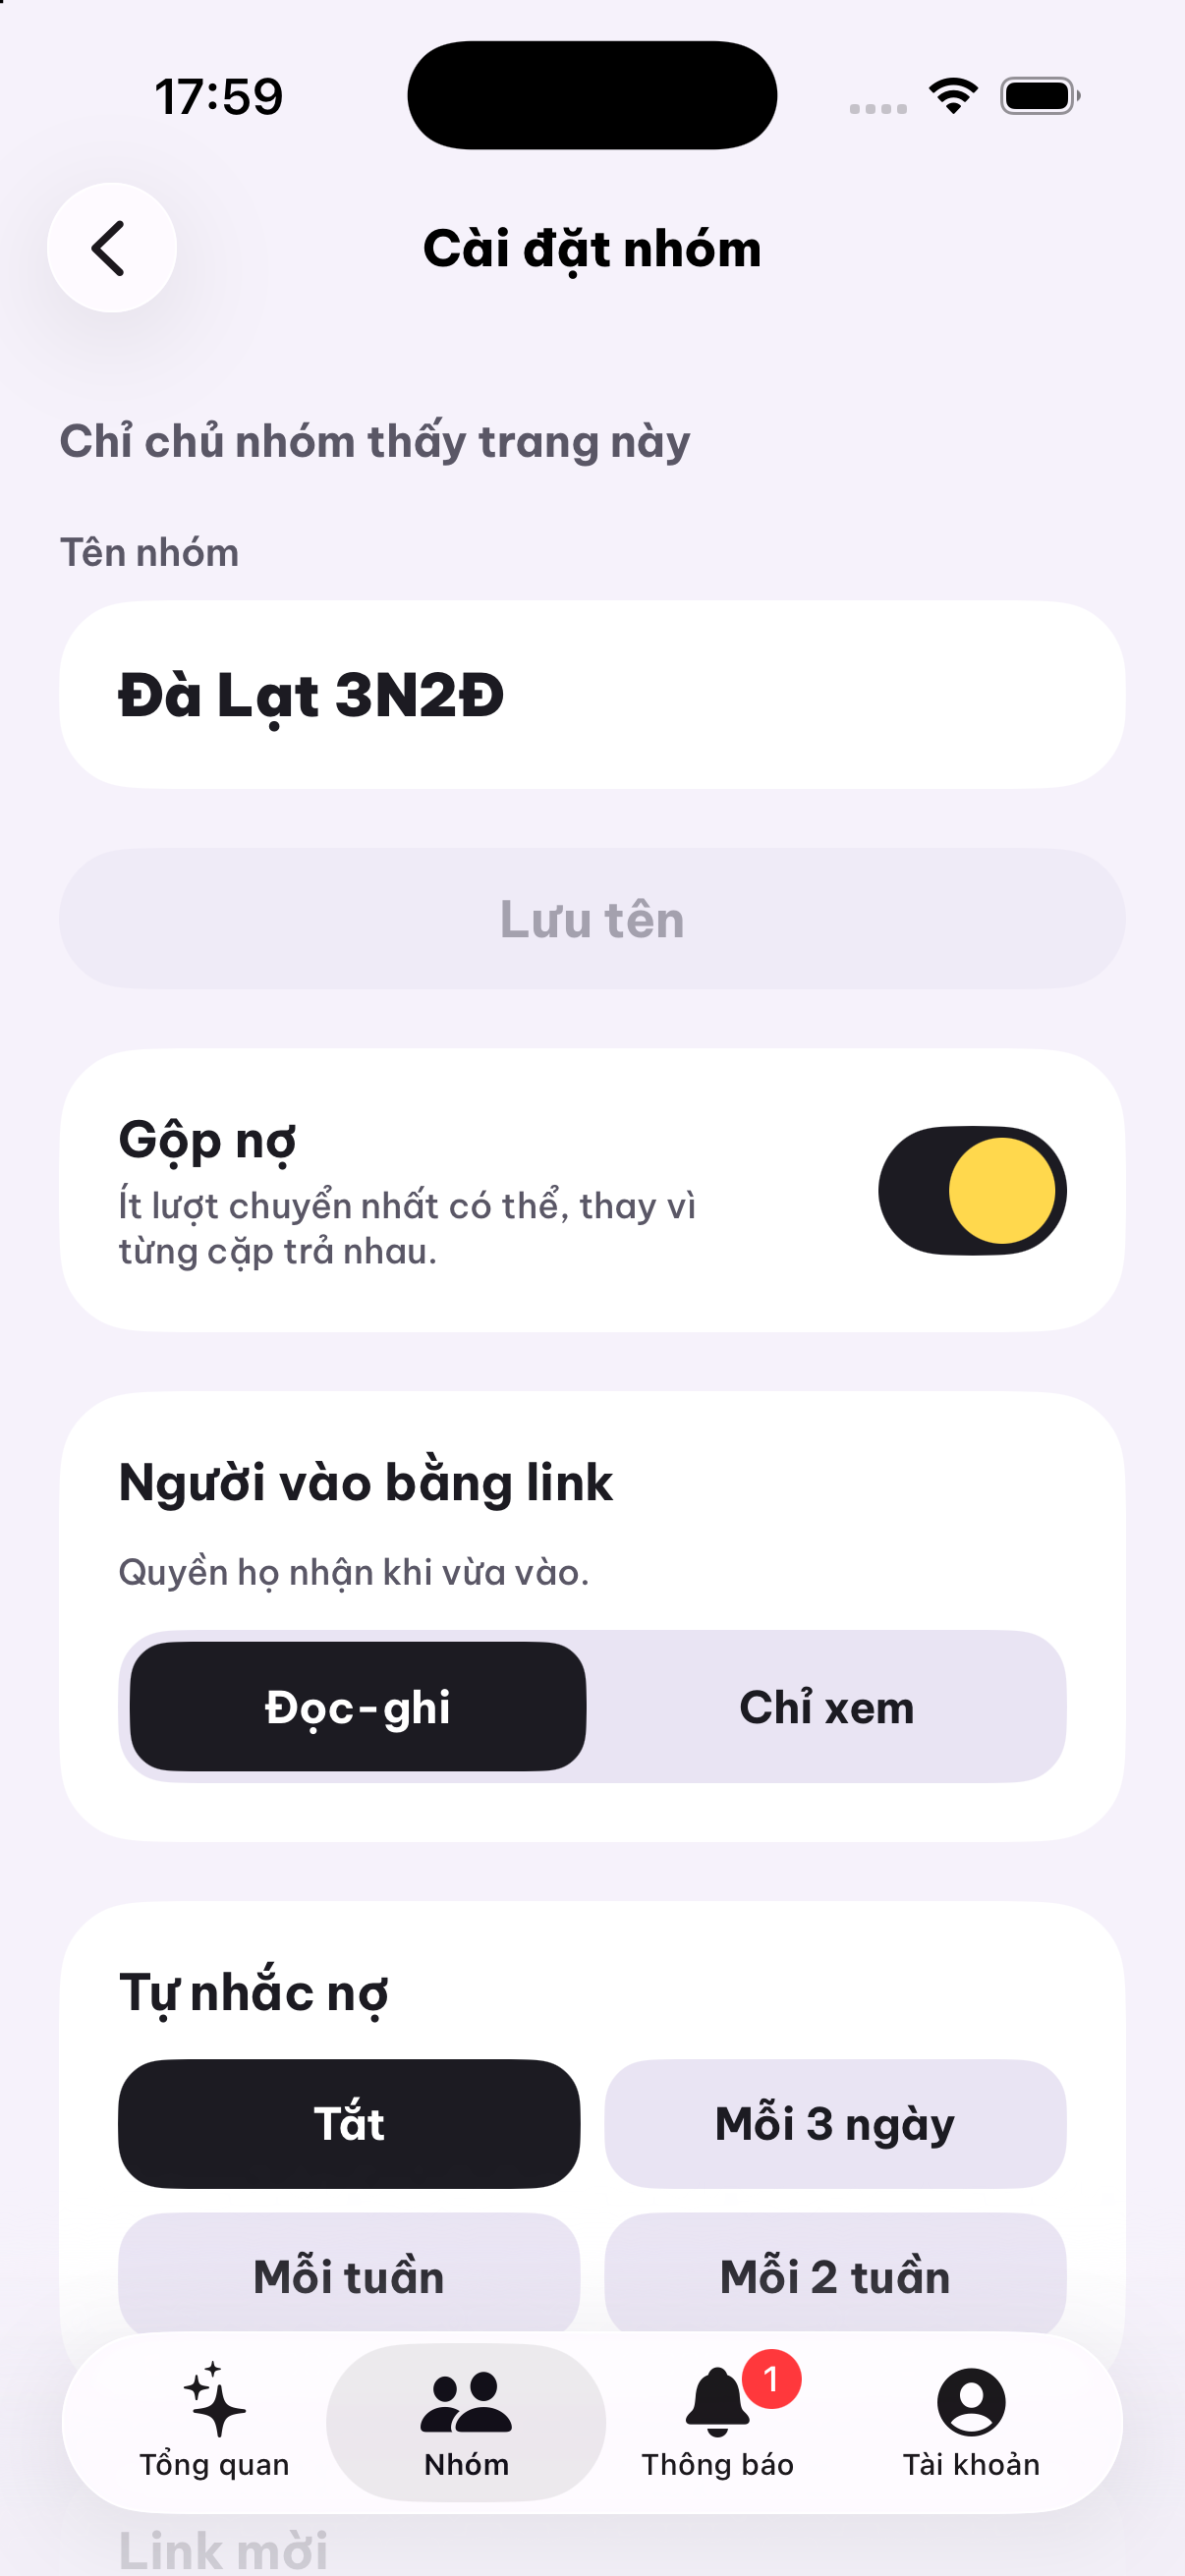 17:59
Cài đặt nhóm
Chỉ chủ nhóm thấy trang này
Tên nhóm
Đà Lạt 3N2Đ
Lưu tên
Gộp nợ
Ít lượt chuyển nhất có thể, thay vì
từng cặp trả nhau.
Người vào bằng link
Quyền họ nhận khi vừa vào.
Đọc-ghi
Chỉ xem
Tự nhắc nợ
Tắt
Mỗi 3 ngày
Mỗi tuần
Mỗi 2 tuần
1
Tổng quan
Nhóm
Thông báo
Tài khoản
Link mời